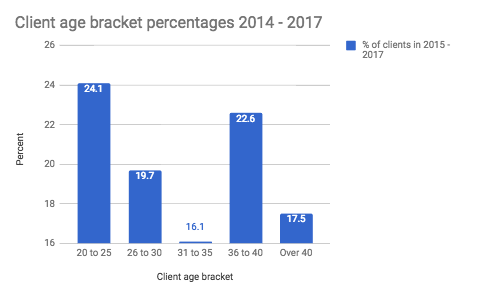 Client age bracket percentages 2014 - 2017
% of clients in 2015 -
2017
Percent
26
24
22
20
18
16
24.1
19.7
16.1
22.6
17.5
20 to 25
26 to 30
31 to 35
36 to 40
Over 40
Client age bracket